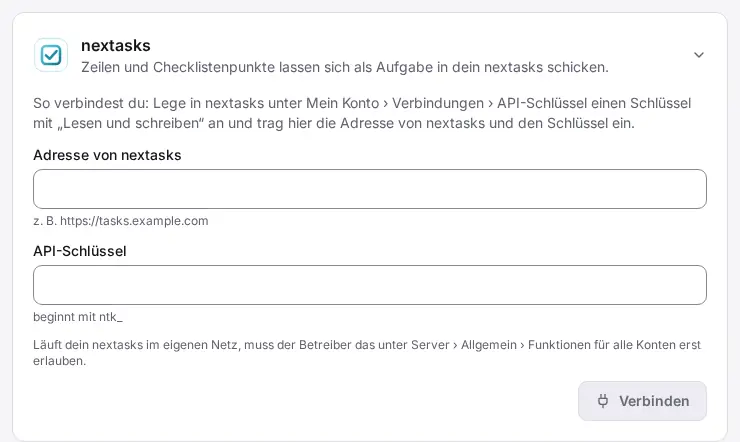 nextasks
Zeilen und Checklistenpunkte lassen sich als Aufgabe in dein nextasks schicken.
So verbindest du: Lege in nextasks unter Mein Konto › Verbindungen › API-Schlüssel einen Schlüssel
mit „Lesen und schreiben“ an und trag hier die Adresse von nextasks und den Schlüssel ein.
Adresse von nextasks
z. B. https://tasks.example.com
API-Schlüssel
beginnt mit ntk_
Läuft dein nextasks im eigenen Netz, muss der Betreiber das unter Server › Allgemein › Funktionen für alle Konten erst
erlauben.
Verbinden